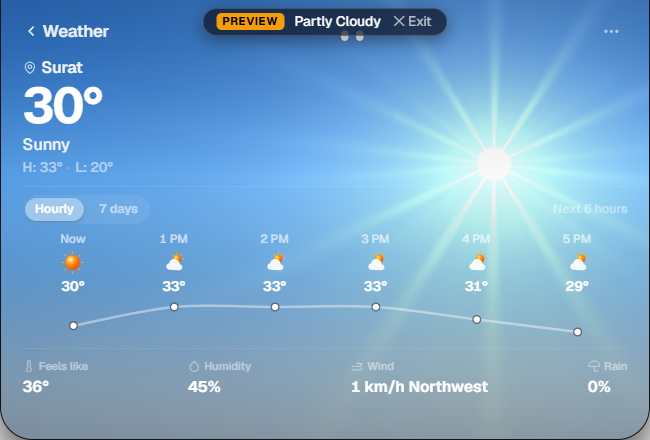 PREVIEW Partly Cloudy Exit
Weather
Surat
30°
Sunny
H: 33° · L: 20°
Hourly 7 days Next 6 hours
Now 1 PM 2 PM 3 PM 4 PM 5 PM
30° 33° 33° 33° 31° 29°
Feels like Humidity Wind Rain
36° 45% 1 km/h Northwest 0%